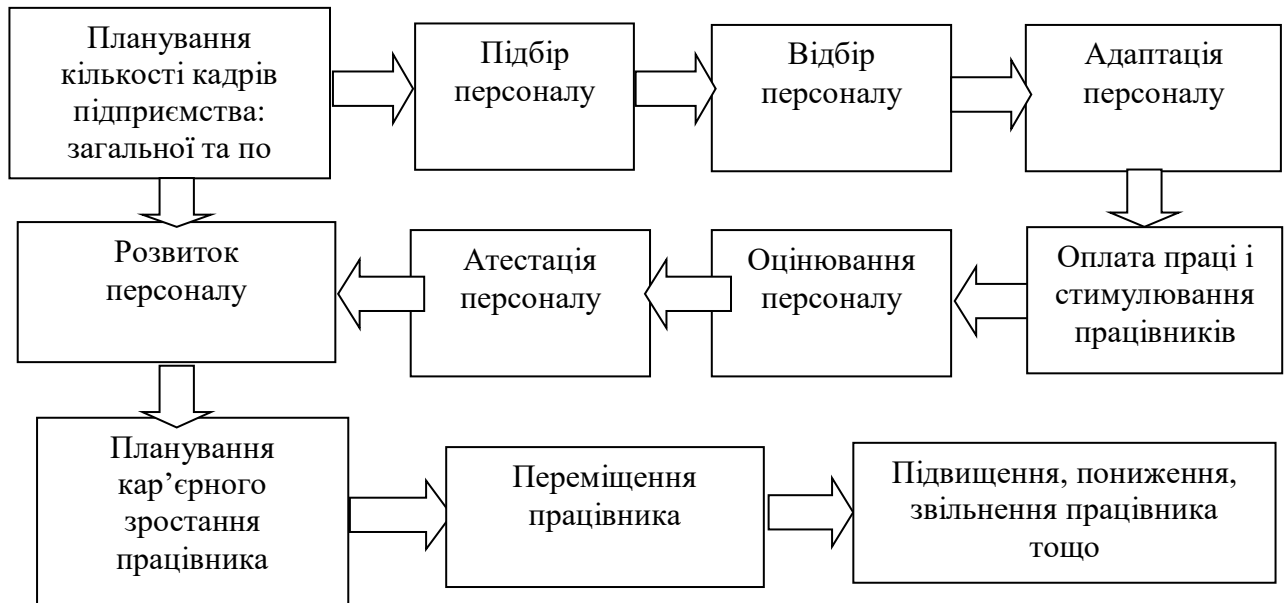 Планування
кількості кадрів
підприємства:
загальної та по
Підбір
персоналу
Відбір
персоналу
Адаптація
персоналу
Розвиток
персоналу
Атестація
персоналу
Оцінювання
персоналу
Оплата праці і
стимулювання
працівників
Планування
кар’єрного
зростання
працівника
Переміщення
працівника
Підвищення, пониження,
звільнення працівника
тощо